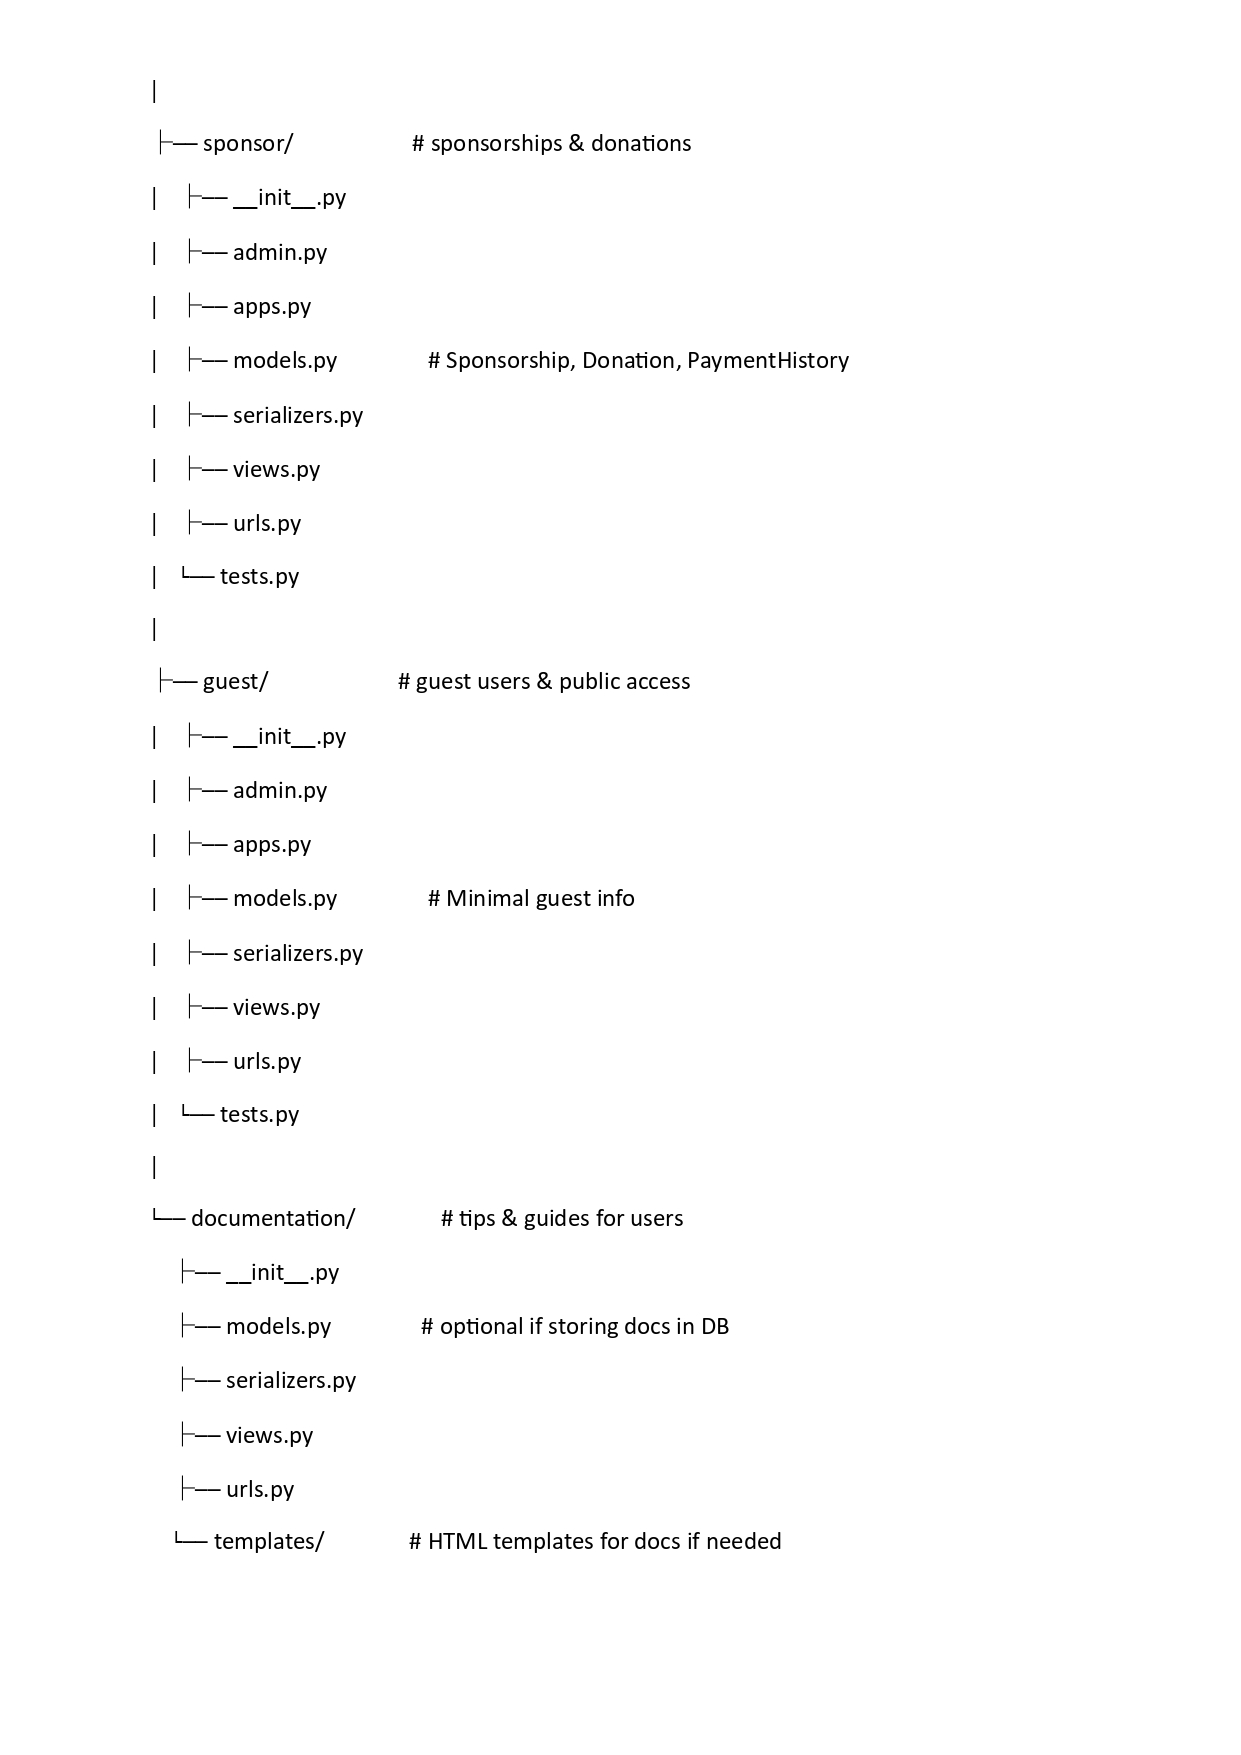 │
├── sponsor/                   # sponsorships & donations
│   ├── __init__.py
│   ├── admin.py
│   ├── apps.py
│   ├── models.py              # Sponsorship, Donation, PaymentHistory
│   ├── serializers.py
│   ├── views.py
│   ├── urls.py
│   └── tests.py
│
├── guest/                     # guest users & public access
│   ├── __init__.py
│   ├── admin.py
│   ├── apps.py
│   ├── models.py              # Minimal guest info
│   ├── serializers.py
│   ├── views.py
│   ├── urls.py
│   └── tests.py
│
└── documentation/             # tips & guides for users
    ├── __init__.py
    ├── models.py              # optional if storing docs in DB
    ├── serializers.py
    ├── views.py
    ├── urls.py
    └── templates/             # HTML templates for docs if needed